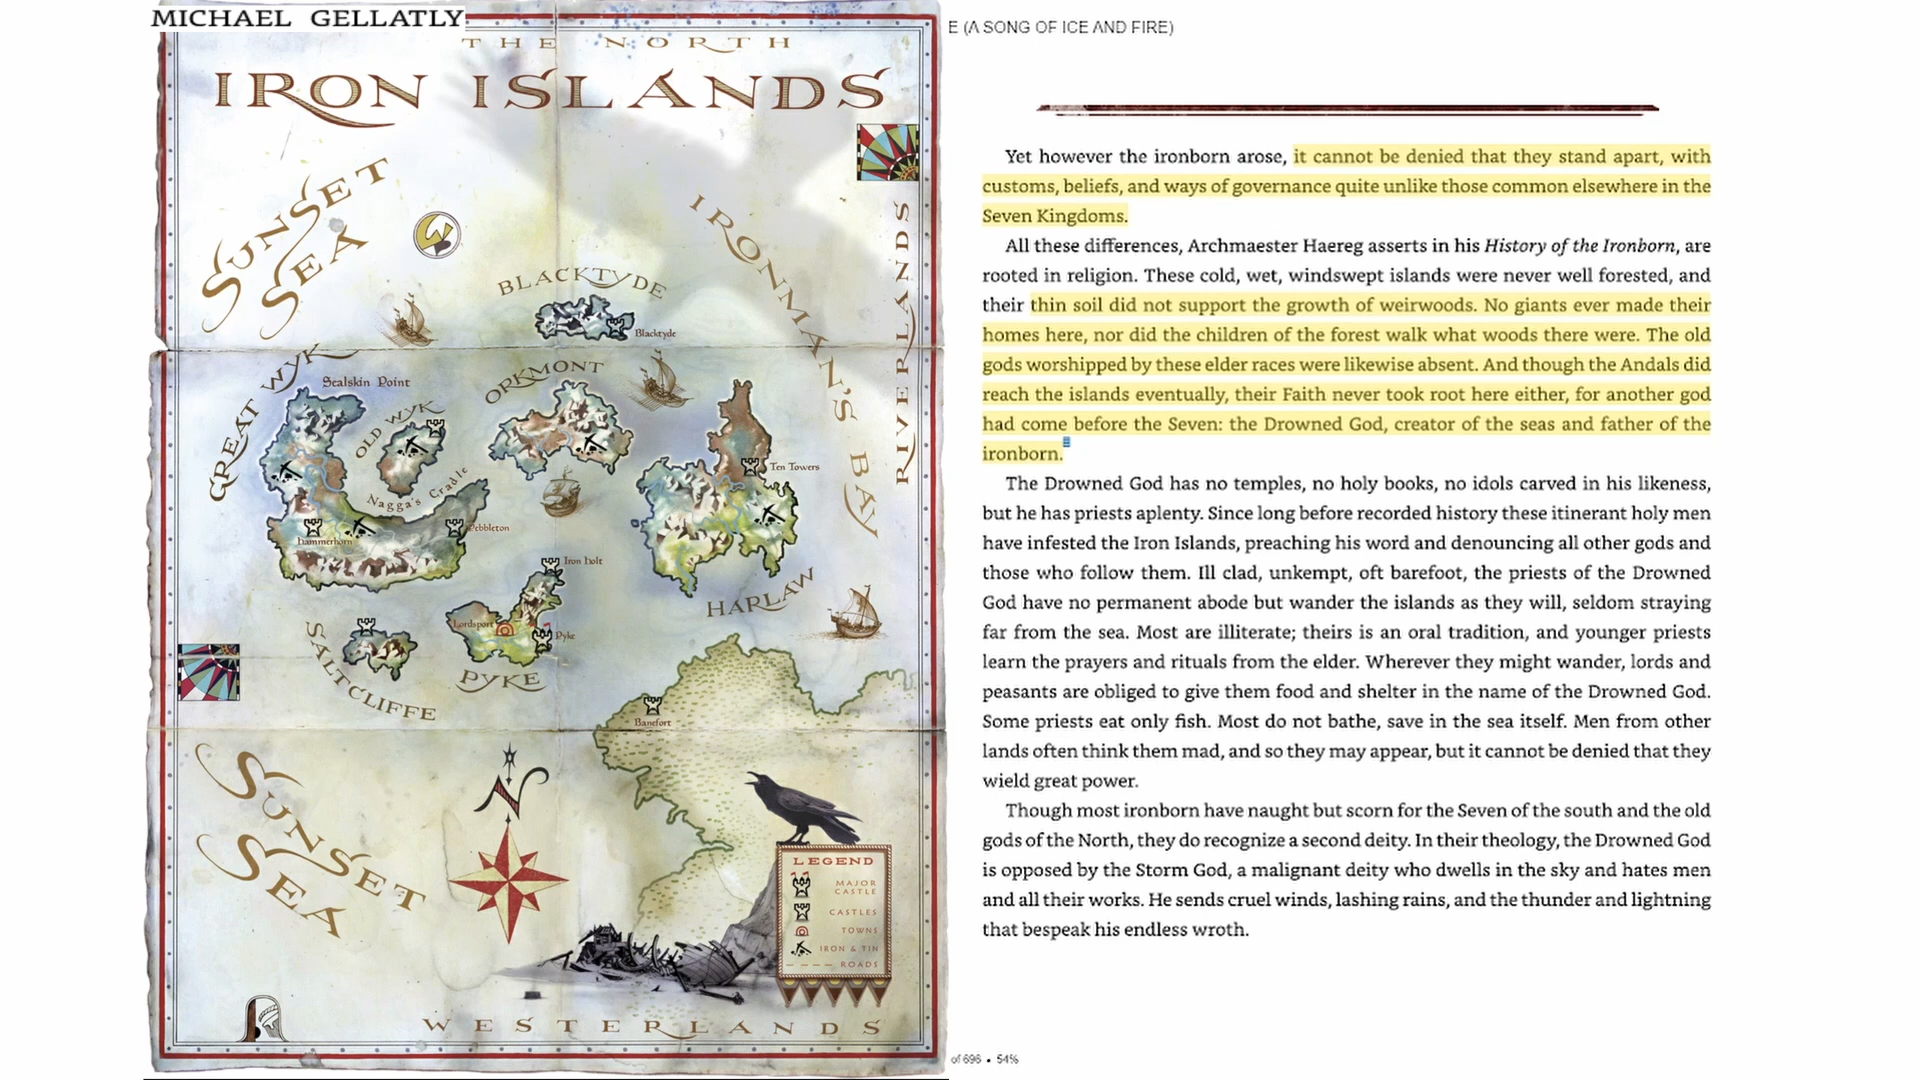 MICHAEL GELLATLY
THE NORTH
IRON ISLANDS
SUNSET
SEA
IRONMAN'S BAY
RIVERLANDS
BLACKTYDE
Blacktyde
GREAT WYK
Sealskin Point
OLD WYK
ORKMONT
Nagga's Cradle
Ten Towers
Hammerhorn
Pebbleton
Iron Holt
HARLAW
Lordsport
Pyke
SALTCLIFFE
PYKE
Banefort
SUNSET
SEA
N
LEGEND
MAJOR
CASTLE
CASTLES
TOWNS
IRON & TIN
ROADS
WESTERLANDS
E (A SONG OF ICE AND FIRE)
Yet however the ironborn arose, it cannot be denied that they stand apart, with
customs, beliefs, and ways of governance quite unlike those common elsewhere in the
Seven Kingdoms.
All these differences, Archmaester Haereg asserts in his History of the Ironborn, are
rooted in religion. These cold, wet, windswept islands were never well forested, and
their thin soil did not support the growth of weirwoods. No giants ever made their
homes here, nor did the children of the forest walk what woods there were. The old
gods worshipped by these elder races were likewise absent. And though the Andals did
reach the islands eventually, their Faith never took root here either, for another god
had come before the Seven: the Drowned God, creator of the seas and father of the
ironborn.
The Drowned God has no temples, no holy books, no idols carved in his likeness,
but he has priests aplenty. Since long before recorded history these itinerant holy men
have infested the Iron Islands, preaching his word and denouncing all other gods and
those who follow them. Ill clad, unkempt, oft barefoot, the priests of the Drowned
God have no permanent abode but wander the islands as they will, seldom straying
far from the sea. Most are illiterate; theirs is an oral tradition, and younger priests
learn the prayers and rituals from the elder. Wherever they might wander, lords and
peasants are obliged to give them food and shelter in the name of the Drowned God.
Some priests eat only fish. Most do not bathe, save in the sea itself. Men from other
lands often think them mad, and so they may appear, but it cannot be denied that they
wield great power.
Though most ironborn have naught but scorn for the Seven of the south and the old
gods of the North, they do recognize a second deity. In their theology, the Drowned God
is opposed by the Storm God, a malignant deity who dwells in the sky and hates men
and all their works. He sends cruel winds, lashing rains, and the thunder and lightning
that bespeak his endless wroth.
of 696 • 54%